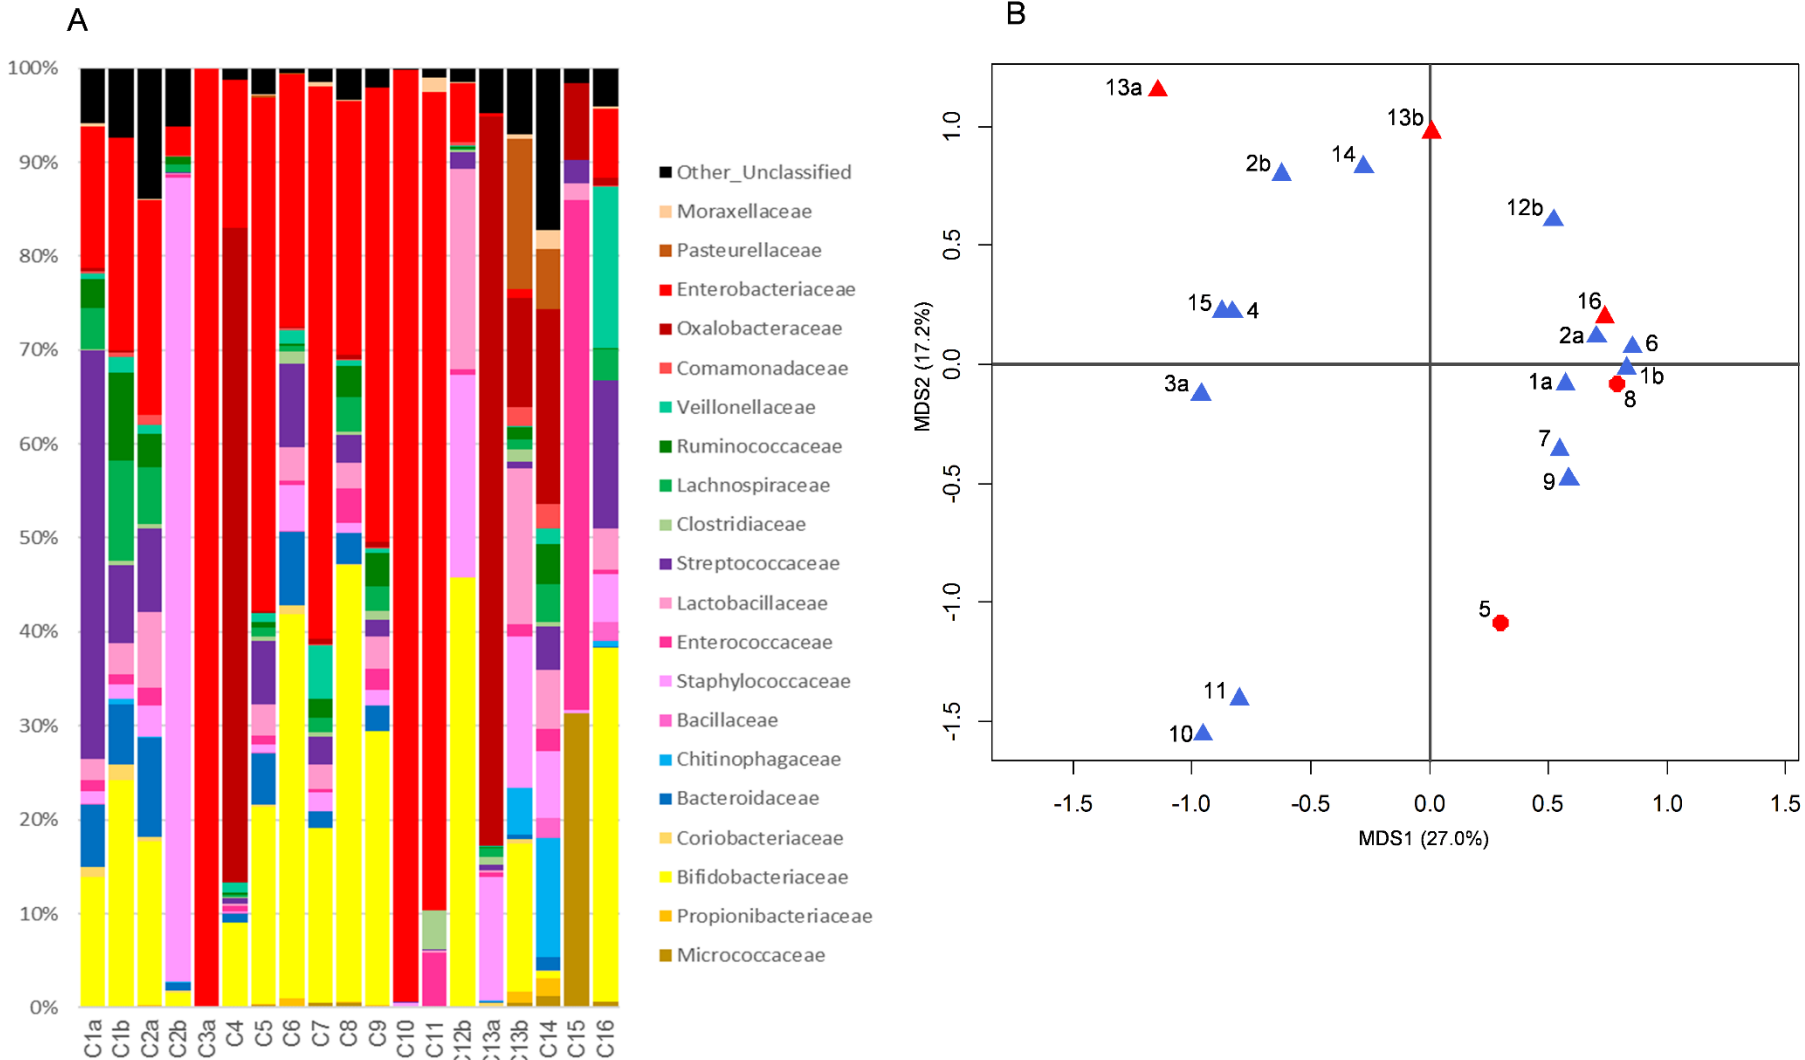 A
100%
90%
80%
70%
60%
50%
40%
30%
20%
10%
0%
C1a
C1b
C2a
C2b
C3a
C4
C5
C6
C7
C8
C9
C10
C11
C12b
C13a
C13b
C14
C15
C16
Other_Unclassified
Moraxellaceae
Pasteurellaceae
Enterobacteriaceae
Oxalobacteraceae
Comamonadaceae
Veillonellaceae
Ruminococcaceae
Lachnospiraceae
Clostridiaceae
Streptococcaceae
Lactobacillaceae
Enterococcaceae
Staphylococcaceae
Bacillaceae
Chitinophagaceae
Bacteroidaceae
Coriobacteriaceae
Bifidobacteriaceae
Propionibacteriaceae
Micrococcaceae
B
MDS2 (17.2%)
1.0
0.5
0.0
-0.5
-1.0
-1.5
13a
13b
2b
14
12b
15
4
16
2a
6
3a
1a
1b
8
7
9
5
11
10
-1.5
-1.0
-0.5
0.0
0.5
1.0
1.5
MDS1 (27.0%)